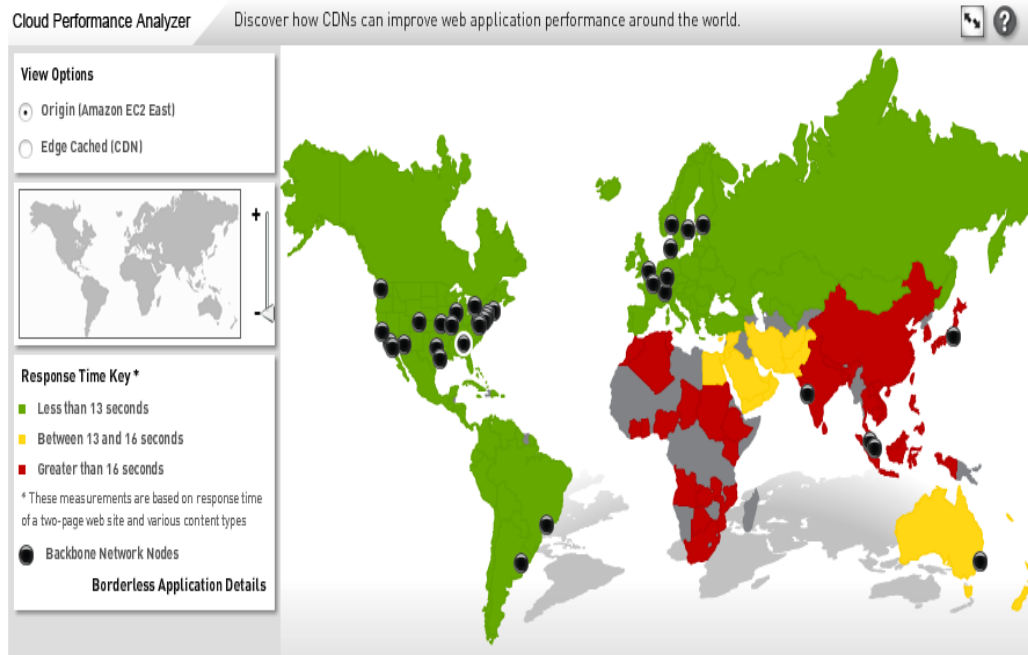 Cloud Performance Analyzer
Discover how CDNs can improve web application performance around the world.
?
View Options
Origin (Amazon EC2 East)
Edge Cached (CDN)
+
-
Response Time Key *
Less than 13 seconds
Between 13 and 16 seconds
Greater than 16 seconds
* These measurements are based on response time
of a two-page web site and various content types
Backbone Network Nodes
Borderless Application Details